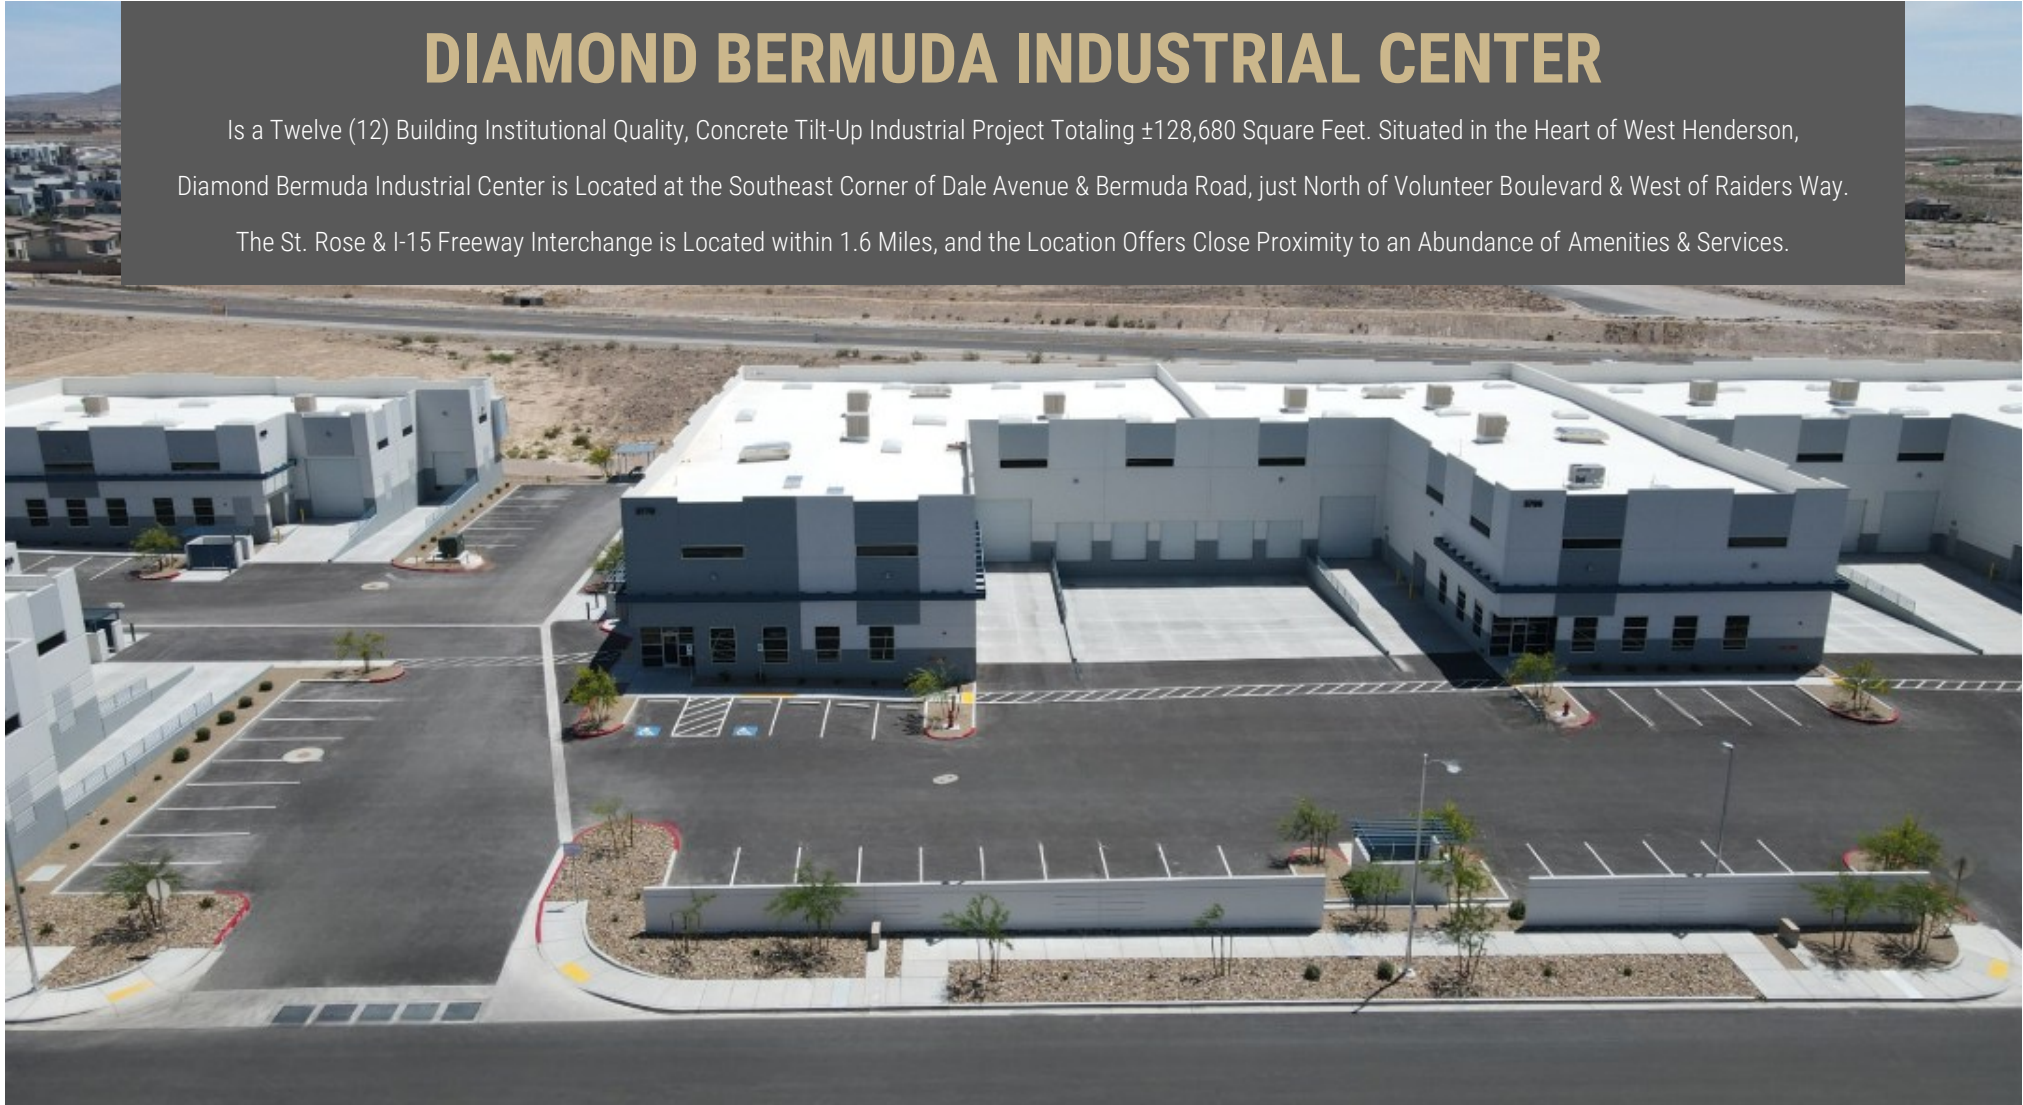 DIAMOND BERMUDA INDUSTRIAL CENTER
Is a Twelve (12) Building Institutional Quality, Concrete Tilt-Up Industrial Project Totaling ±128,680 Square Feet. Situated in the Heart of West Henderson,
Diamond Bermuda Industrial Center is Located at the Southeast Corner of Dale Avenue & Bermuda Road, just North of Volunteer Boulevard & West of Raiders Way.
The St. Rose & I-15 Freeway Interchange is Located within 1.6 Miles, and the Location Offers Close Proximity to an Abundance of Amenities & Services.